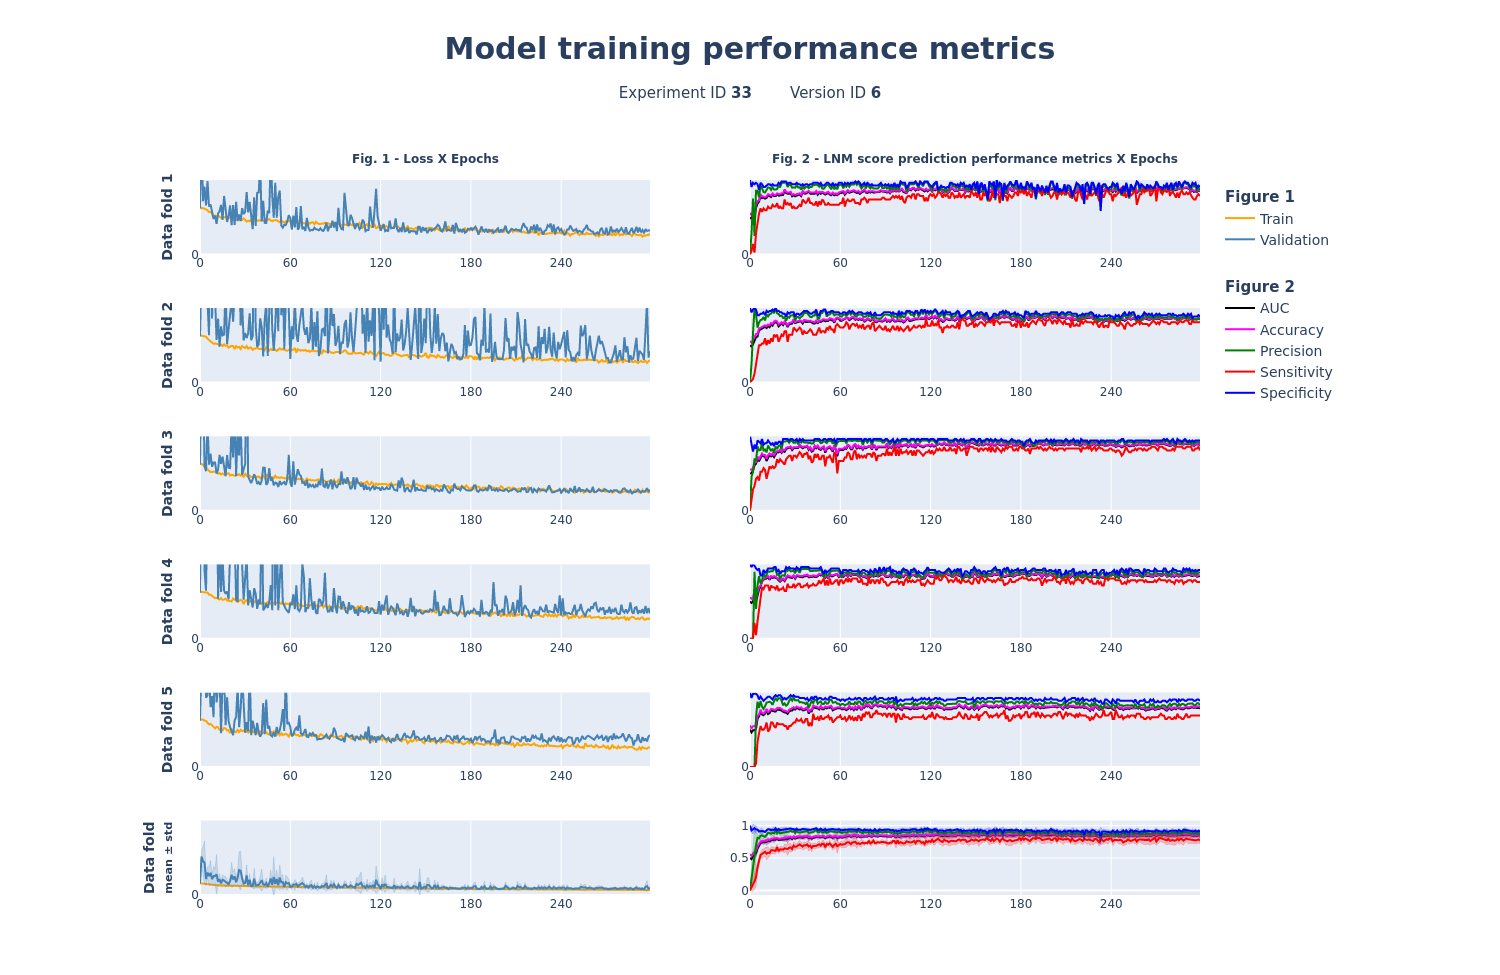 Model training performance metrics
Experiment ID 33 Version ID 6
Fig. 1 - Loss X Epochs
Fig. 2 - LNM score prediction performance metrics X Epochs
Data fold 1
0
0 60 120 180 240
0
0 60 120 180 240
Data fold 2
0
0 60 120 180 240
0
0 60 120 180 240
Data fold 3
0
0 60 120 180 240
0
0 60 120 180 240
Data fold 4
0
0 60 120 180 240
0
0 60 120 180 240
Data fold 5
0
0 60 120 180 240
0
0 60 120 180 240
Data fold
mean ± std
0
0 60 120 180 240
1
0.5
0
0 60 120 180 240
Figure 1
Train
Validation
Figure 2
AUC
Accuracy
Precision
Sensitivity
Specificity